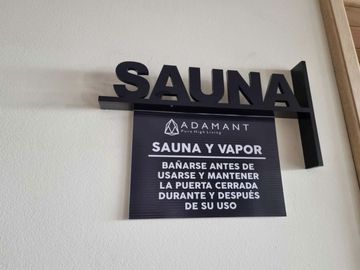 SAUNA
ADAMANT
Pure High Living
SAUNA Y VAPOR
BAÑARSE ANTES DE
USARSE Y MANTENER
LA PUERTA CERRADA
DURANTE Y DESPUÉS
DE SU USO